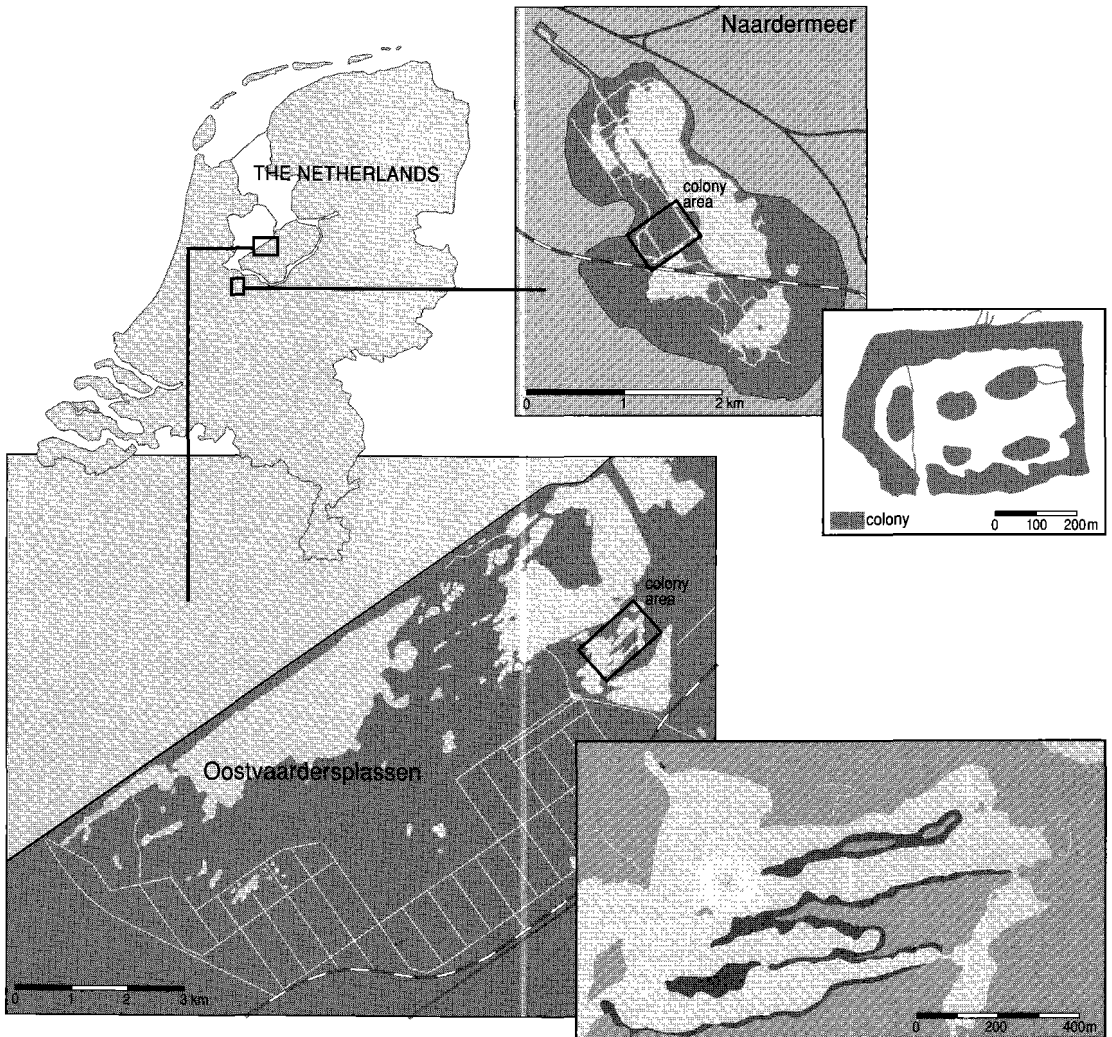 Naardermeer
THE NETHERLANDS
colony
area
0 1 2 km
colony
0 100 200m
colony
area
Oostvaardersplassen
0 1 2 3 km
0 200 400m